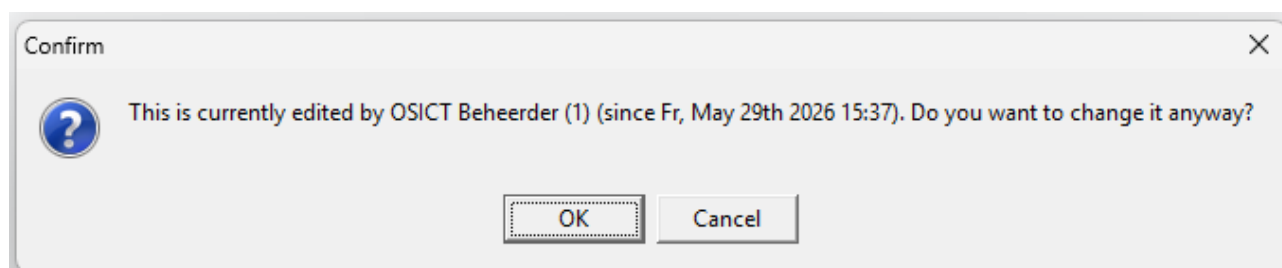 Confirm
This is currently edited by OSICT Beheerder (1) (since Fr, May 29th 2026 15:37). Do you want to change it anyway?
OK
Cancel